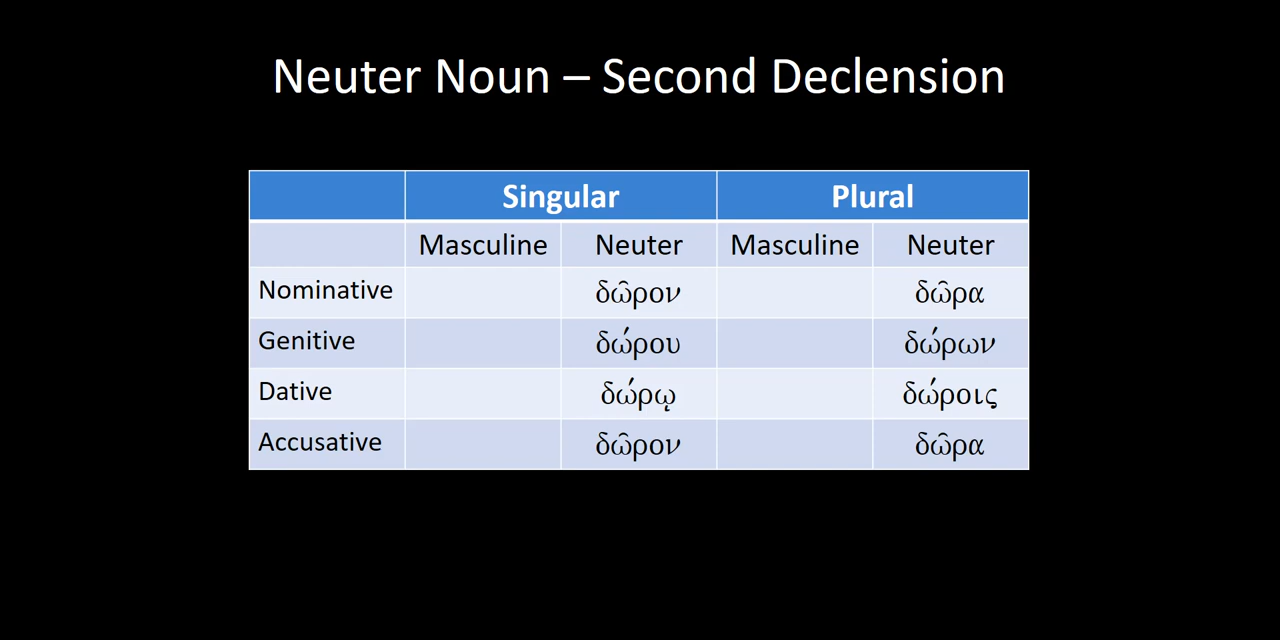 Neuter Noun – Second Declension
Singular Plural
Masculine Neuter Masculine Neuter
Nominative δῶρον δῶρα
Genitive δώρου δώρων
Dative δώρῳ δώροις
Accusative δῶρον δῶρα